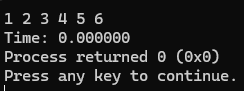 1 2 3 4 5 6
Time: 0.000000
Process returned 0 (0x0)
Press any key to continue.